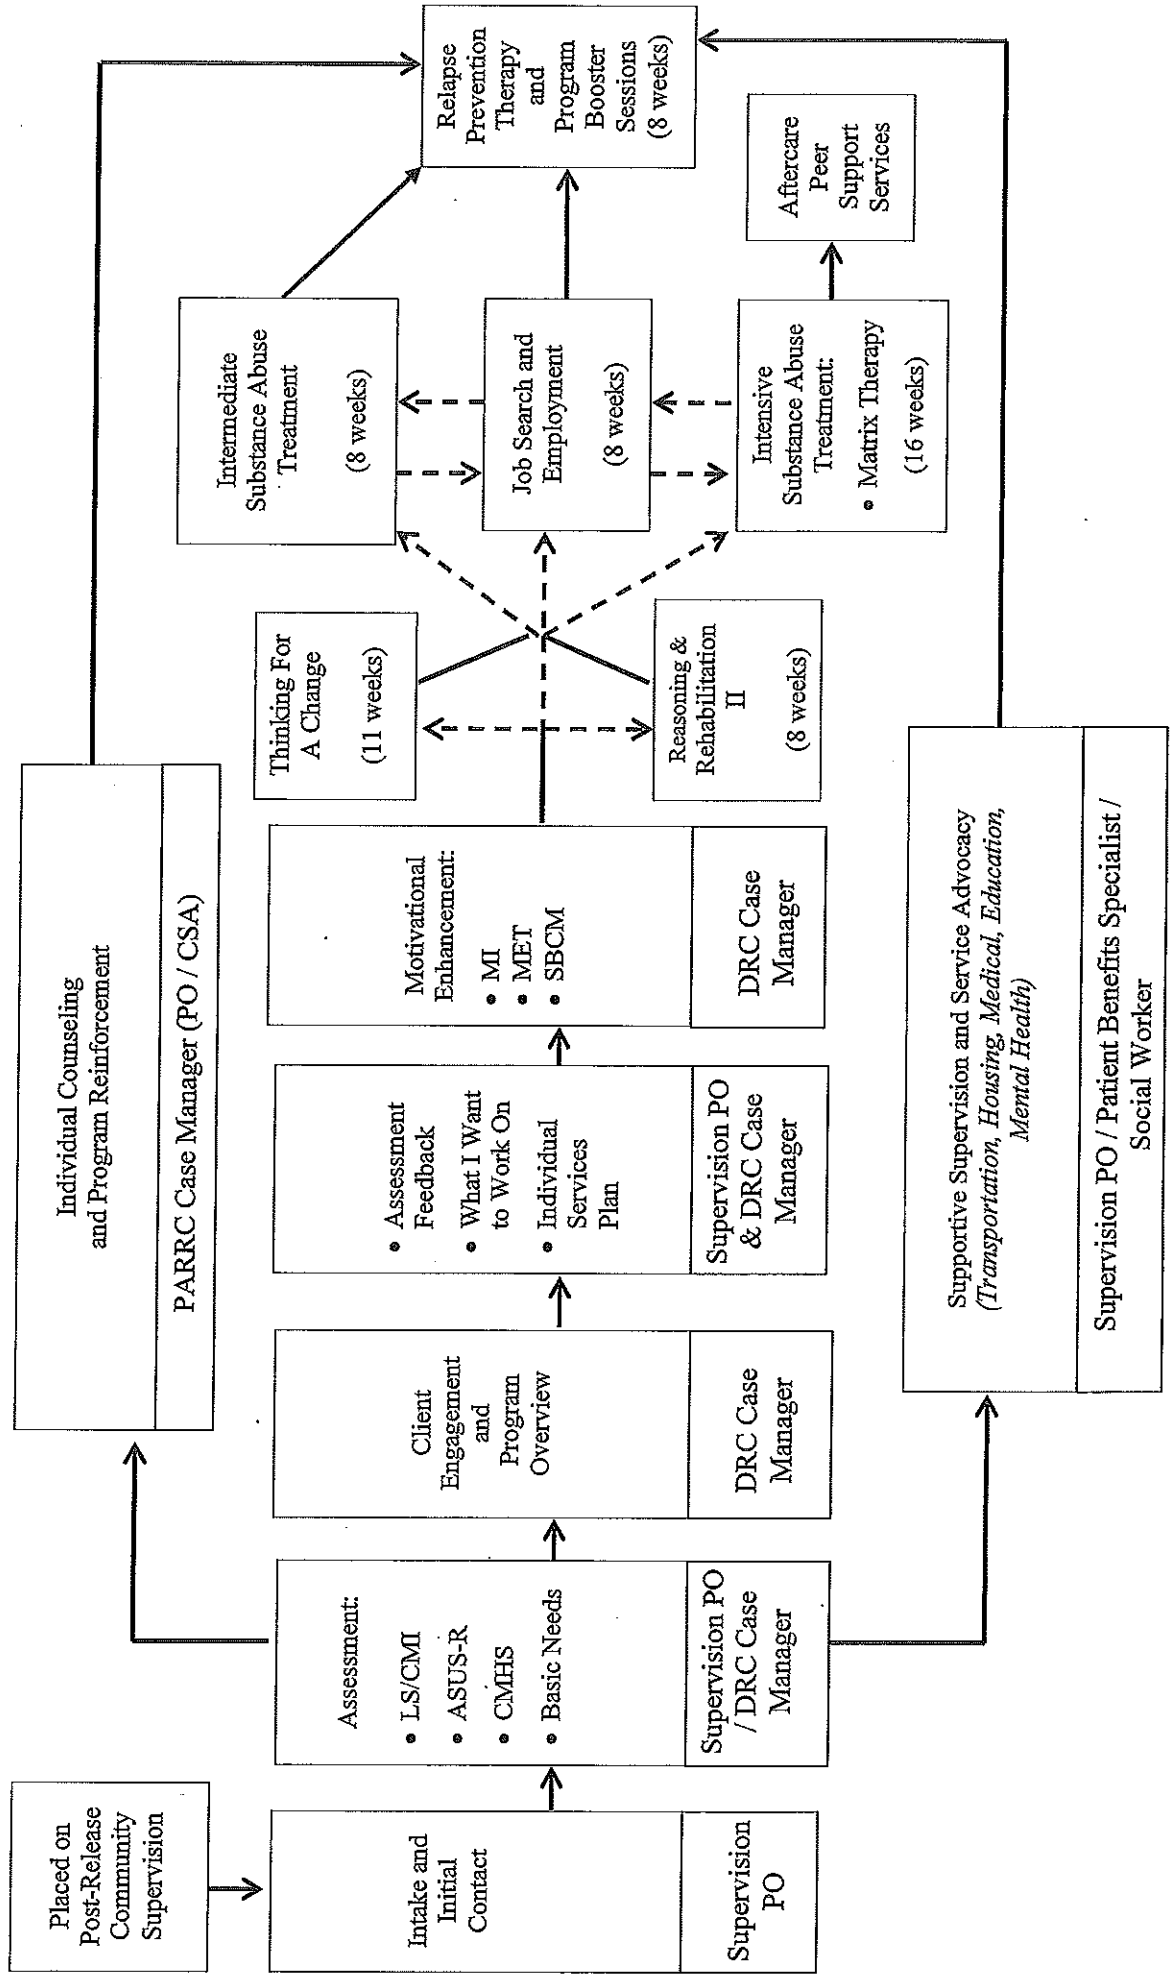 Placed on
Post-Release
Community
Supervision
Intake and
Initial
Contact
Supervision
PO
Assessment:
• LS/CMI
• ASUS-R
• CMHS
• Basic Needs
Supervision PO
/ DRC Case
Manager
Individual Counseling
and Program Reinforcement
PARRC Case Manager (PO / CSA)
Client
Engagement
and
Program
Overview
DRC Case
Manager
• Assessment
Feedback
• What I Want
to Work On
• Individual
Services
Plan
Supervision PO
& DRC Case
Manager
Motivational
Enhancement:
• MI
• MET
• SBCM
DRC Case
Manager
Supportive Supervision and Service Advocacy
(Transportation, Housing, Medical, Education,
Mental Health)
Supervision PO / Patient Benefits Specialist /
Social Worker
Thinking For
A Change
(11 weeks)
Reasoning &
Rehabilitation
II
(8 weeks)
Intermediate
Substance Abuse
Treatment
(8 weeks)
Job Search and
Employment
(8 weeks)
Intensive
Substance Abuse
Treatment:
• Matrix Therapy
(16 weeks)
Relapse
Prevention
Therapy
and
Program
Booster
Sessions
(8 weeks)
Aftercare
Peer
Support
Services